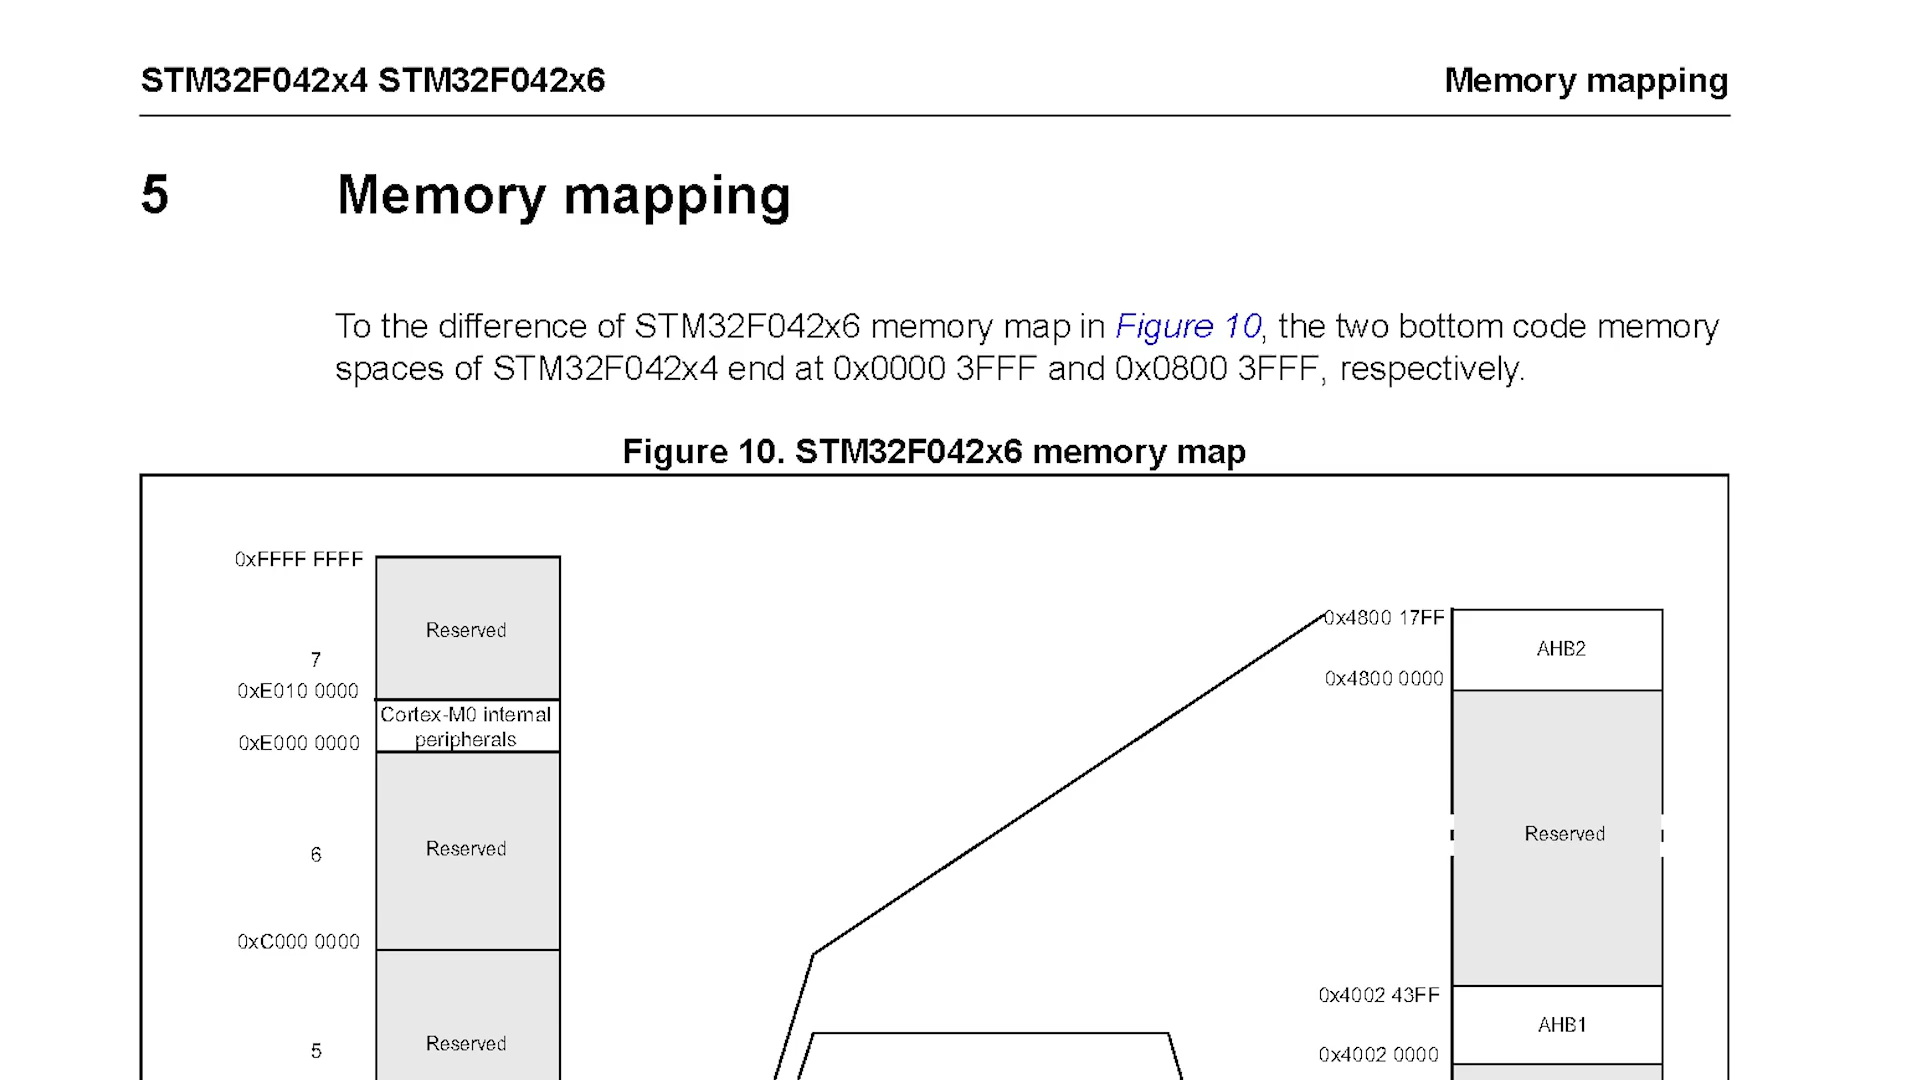 STM32F042x4 STM32F042x6 Memory mapping
5 Memory mapping
To the difference of STM32F042x6 memory map in Figure 10, the two bottom code memory
spaces of STM32F042x4 end at 0x0000 3FFF and 0x0800 3FFF, respectively.
Figure 10. STM32F042x6 memory map
0xFFFF FFFF
Reserved
7
0xE010 0000
Cortex-M0 internal
peripherals
0xE000 0000
Reserved
6
0xC000 0000
Reserved
5
0x4800 17FF
AHB2
0x4800 0000
Reserved
0x4002 43FF
AHB1
0x4002 0000